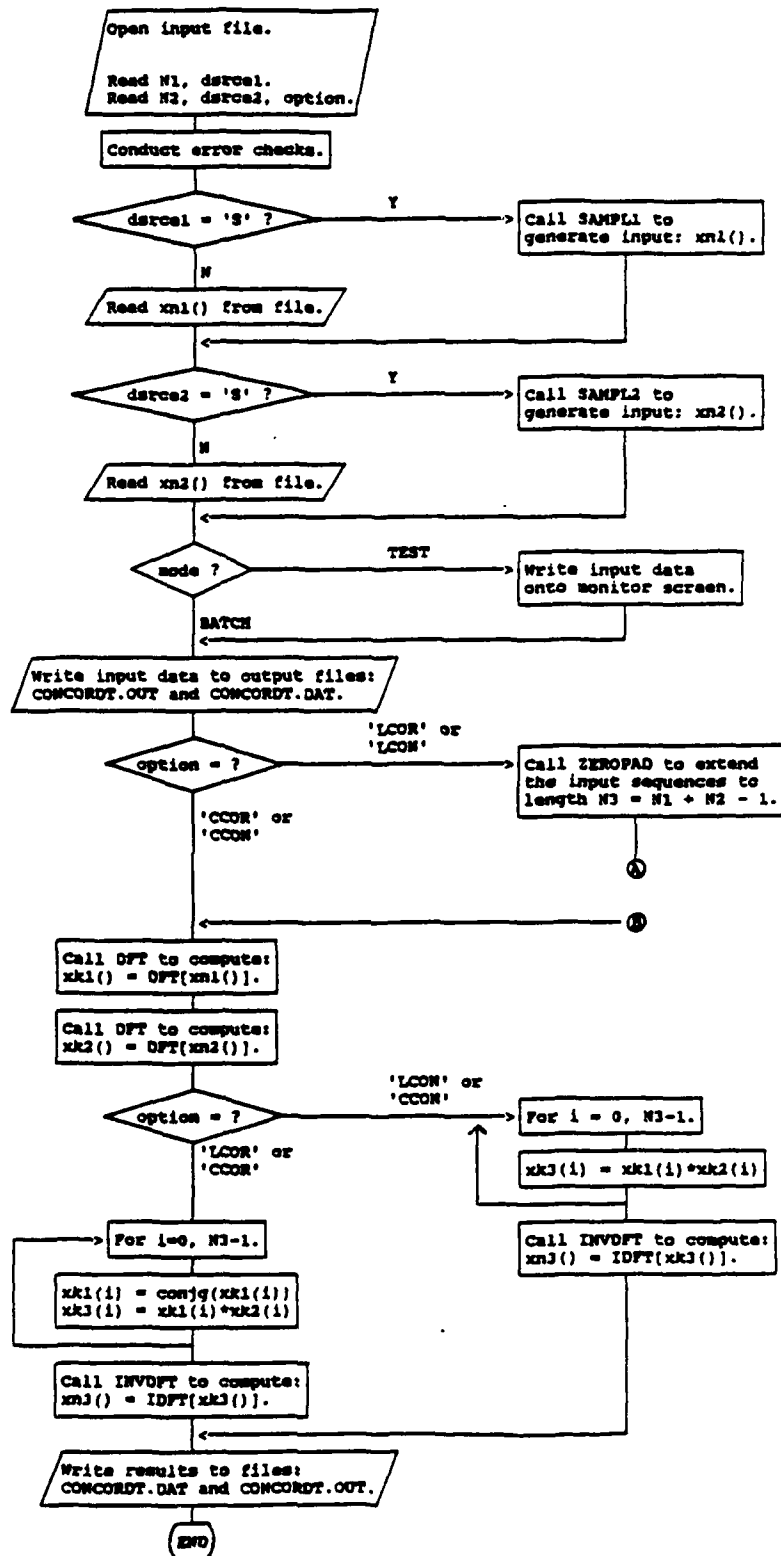 Open input file.
Read N1, dsrce1.
Read N2, dsrce2, option.
Conduct error checks.
dsrce1 = 'S' ?
Y
Call SAMPL1 to
generate input: xn1().
N
Read xn1() from file.
dsrce2 = 'S' ?
Y
Call SAMPL2 to
generate input: xn2().
N
Read xn2() from file.
mode ?
TEST
Write input data
onto monitor screen.
BATCH
Write input data to output files:
CONCORDT.OUT and CONCORDT.DAT.
option = ?
'LCOR' or
'LCON'
Call ZEROPAD to extend
the input sequences to
length N3 = N1 + N2 - 1.
'CCOR' or
'CCON'
A
B
Call DFT to compute:
xk1() = DFT[xn1()].
Call DFT to compute:
xk2() = DFT[xn2()].
option = ?
'LCON' or
'CCON'
For i = 0, N3-1.
'LCOR' or
'CCOR'
xk3(i) = xk1(i)*xk2(i)
For i=0, N3-1.
Call INVDFT to compute:
xn3() = IDFT[xk3()].
xk1(i) = conjg(xk1(i))
xk3(i) = xk1(i)*xk2(i)
Call INVDFT to compute:
xn3() = IDFT[xk3()].
Write results to files:
CONCORDT.DAT and CONCORDT.OUT.
END